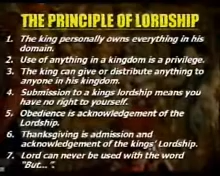 THE PRINCIPLE OF LORDSHIP
1. The king personally owns everything in his
domain.
2. Use of anything in a kingdom is a privilege.
3. The king can give or distribute anything to
anyone in his kingdom.
4. Submission to a kings lordship means you
have no right to yourself.
5. Obedience is acknowledgement of the
Lordship.
6. Thanksgiving is admission and
acknowledgement of the kings' Lordship.
7. Lord can never be used with the word
"But... ".